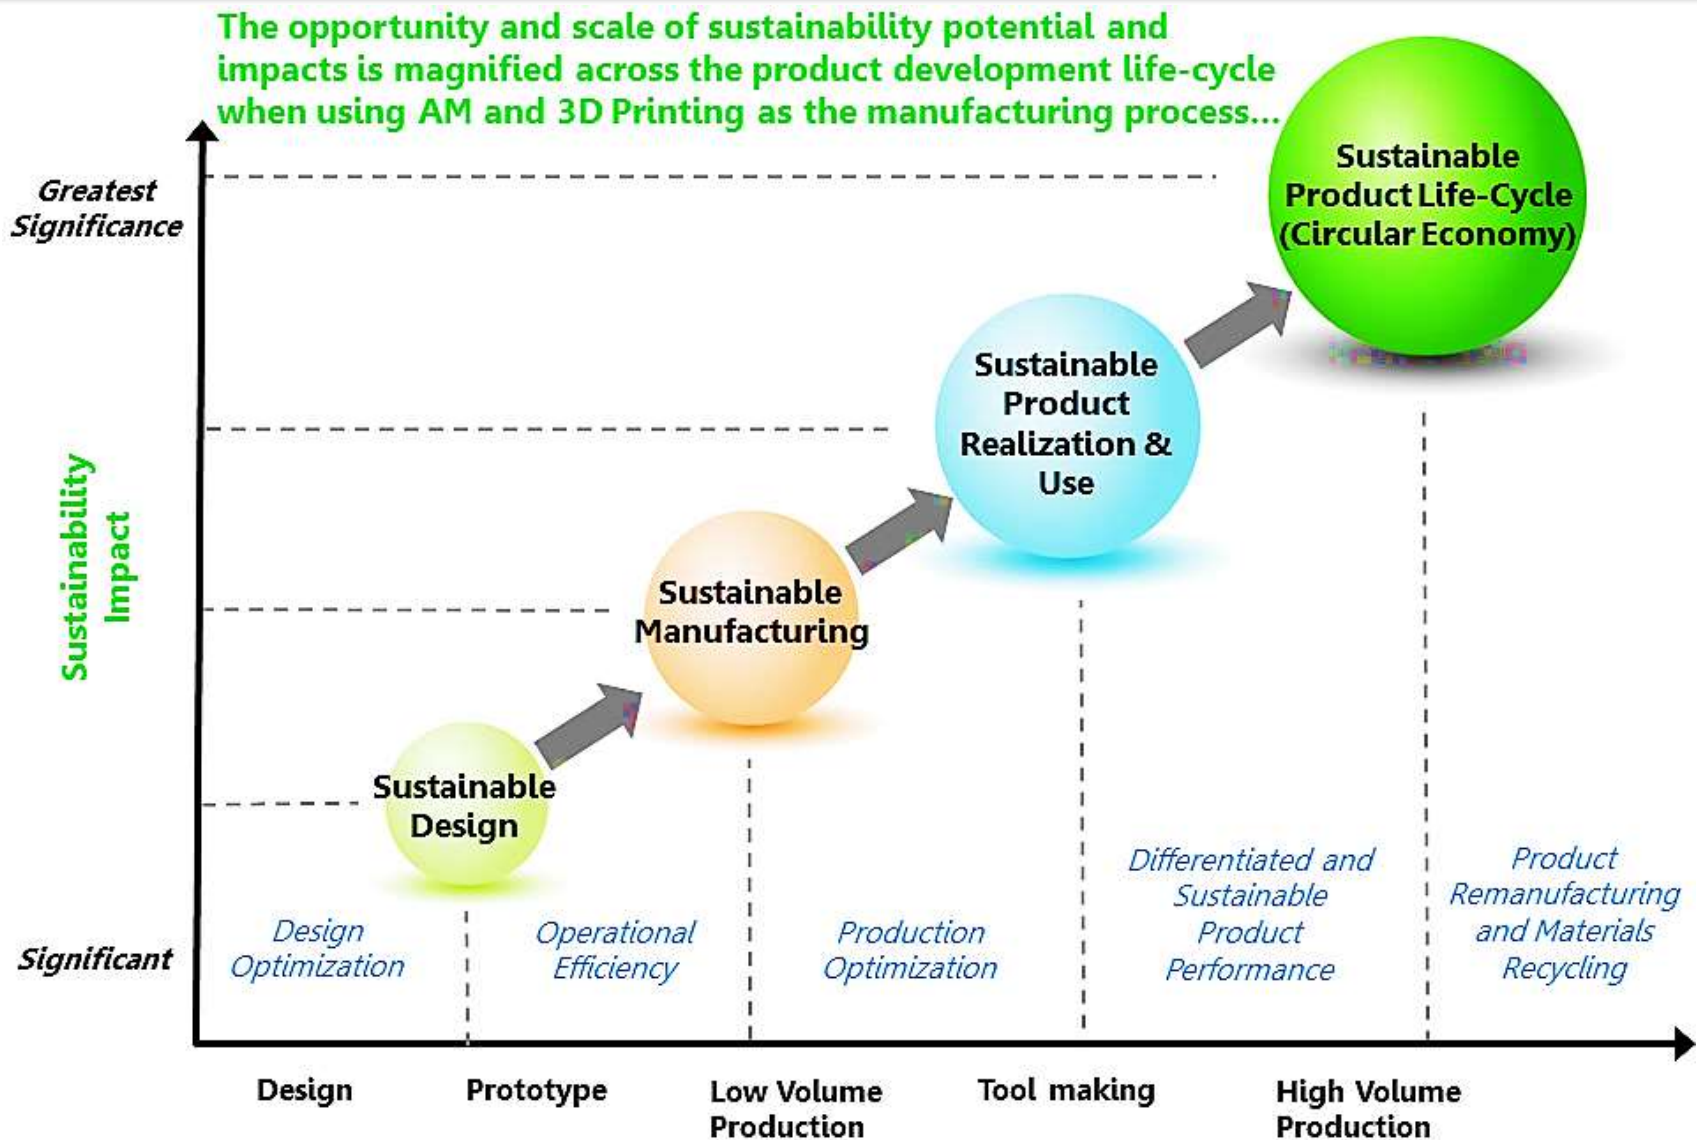 The opportunity and scale of sustainability potential and
impacts is magnified across the product development life-cycle
when using AM and 3D Printing as the manufacturing process...
Greatest
Significance
Sustainable
Product Life-Cycle
(Circular Economy)
Sustainable
Product
Realization &
Use
Sustainability
Impact
Sustainable
Manufacturing
Sustainable
Design
Significant
Design
Optimization
Operational
Efficiency
Production
Optimization
Differentiated and
Sustainable
Product
Performance
Product
Remanufacturing
and Materials
Recycling
Design
Prototype
Low Volume
Production
Tool making
High Volume
Production